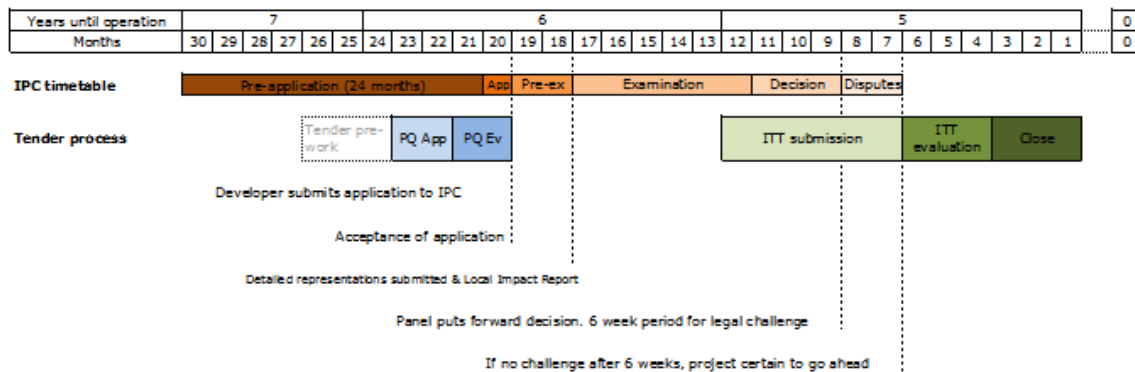 Years until operation 7 6 5 0
Months 30 29 28 27 26 25 24 23 22 21 20 19 18 17 16 15 14 13 12 11 10 9 8 7 6 5 4 3 2 1 0
IPC timetable Pre-application (24 months) App Pre-ex Examination Decision Disputes
Tender process Tender pre-
work PQ App PQ Ev ITT submission ITT
evaluation Close
Developer submits application to IPC
Acceptance of application
Detailed representations submitted & Local Impact Report
Panel puts forward decision. 6 week period for legal challenge
If no challenge after 6 weeks, project certain to go ahead